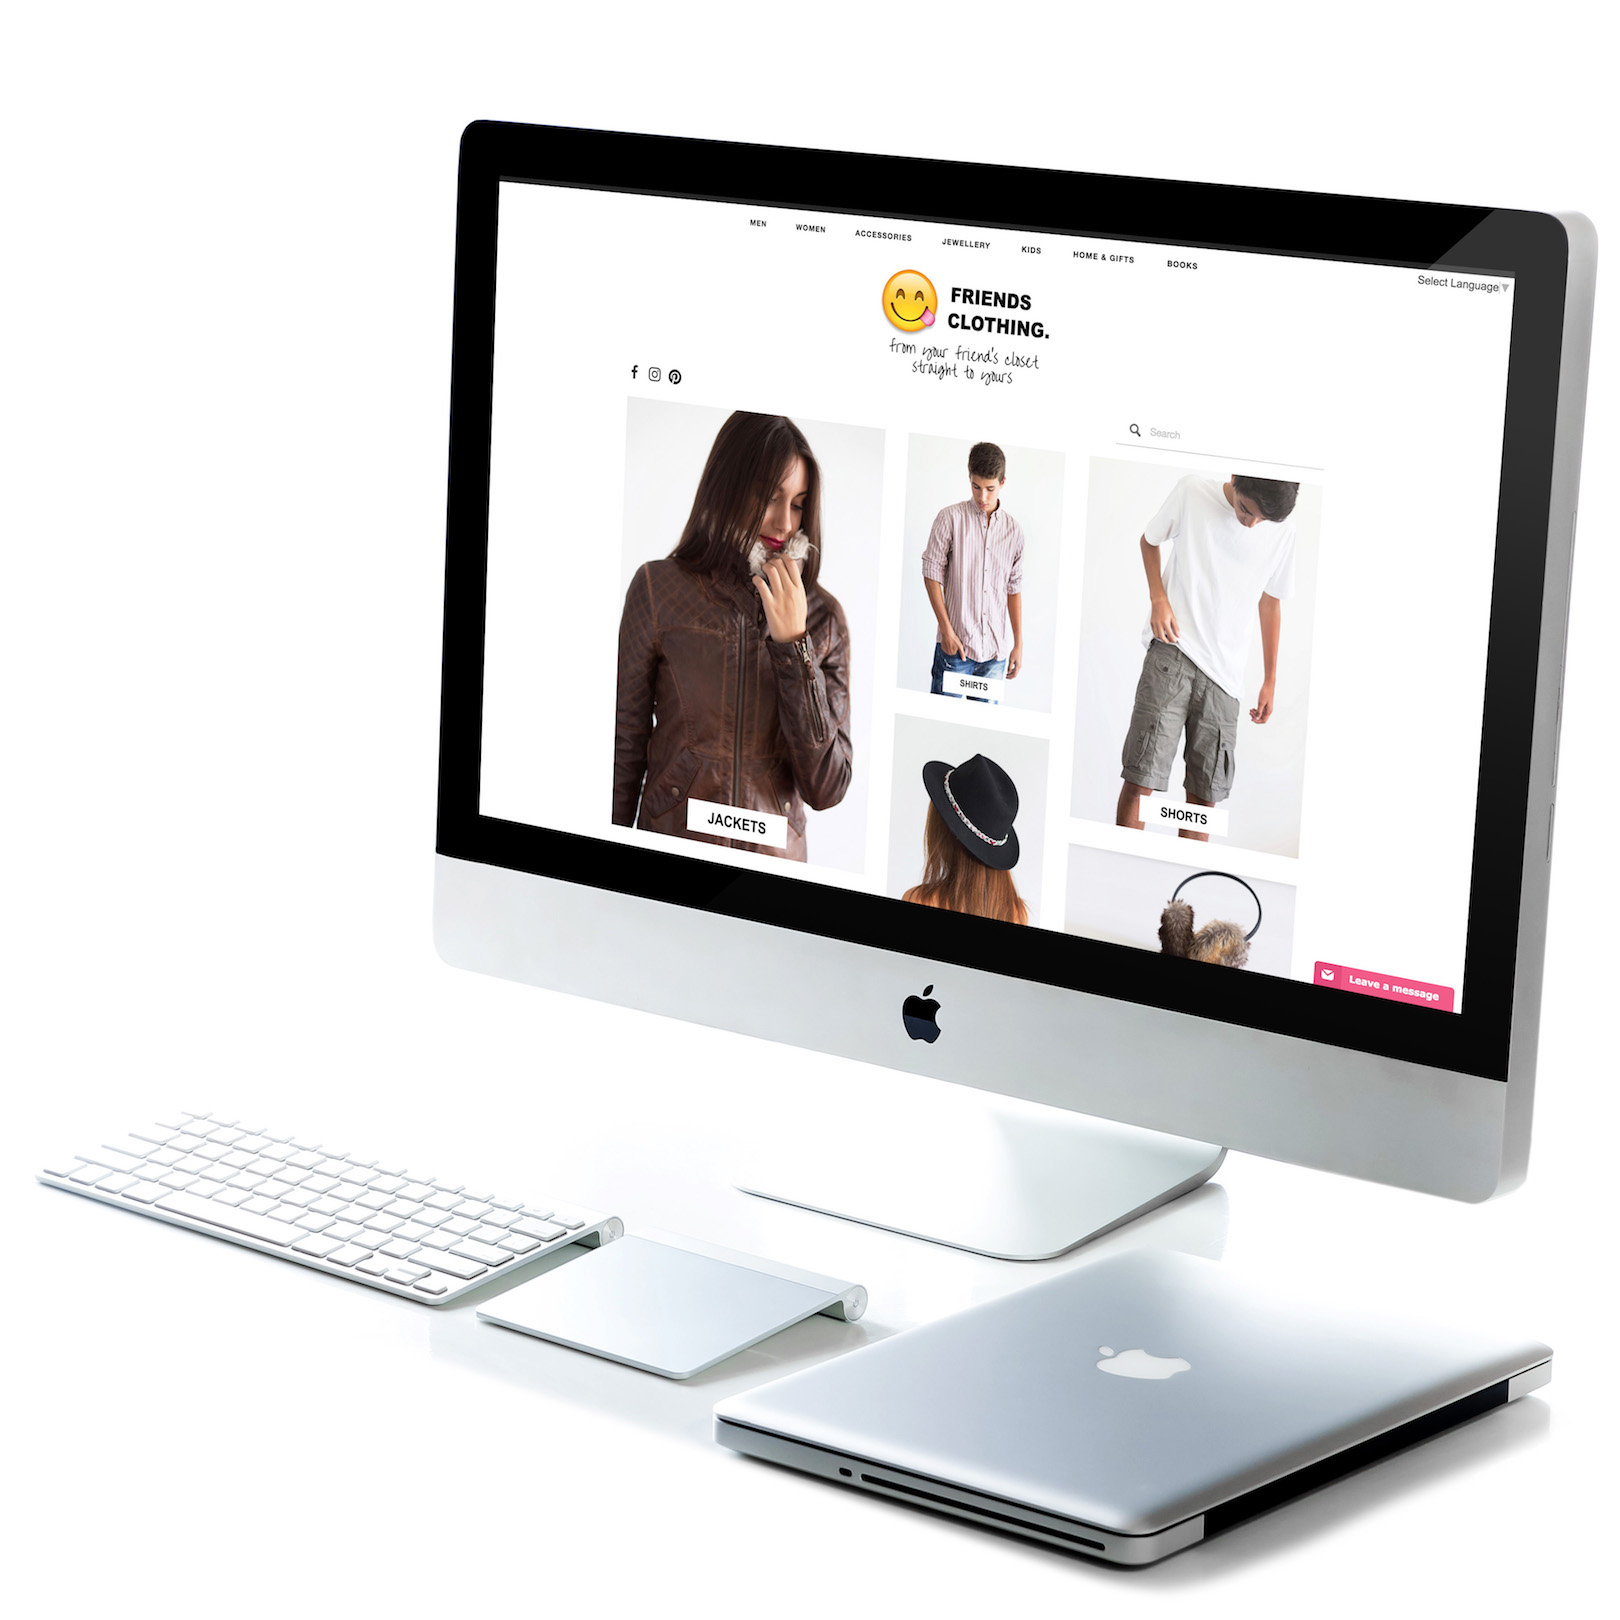 MEN WOMEN ACCESSORIES JEWELLERY KIDS HOME & GIFTS BOOKS
Select Language
FRIENDS
CLOTHING.
from your friend's closet
straight to yours
Search
SHIRTS
JACKETS
SHORTS
Leave a message